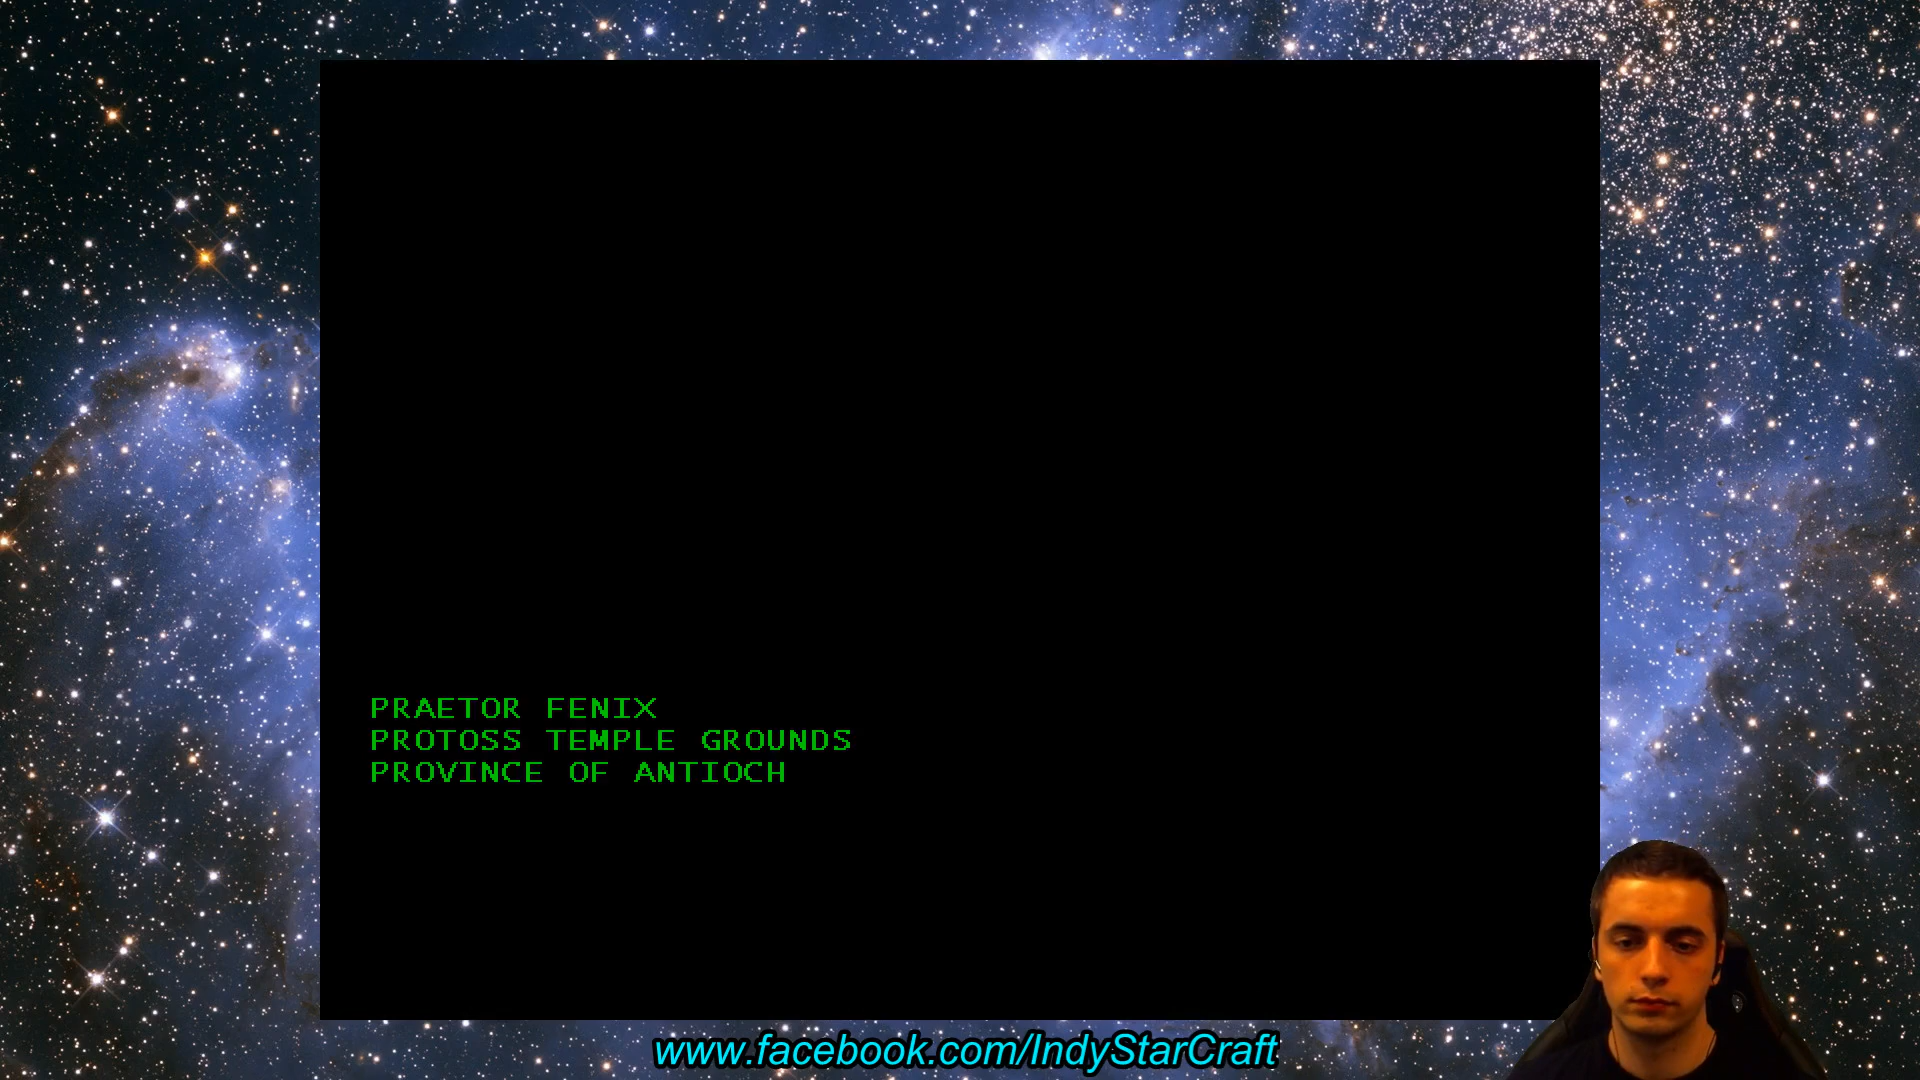 PRAETOR FENIX
PROTOSS TEMPLE GROUNDS
PROVINCE OF ANTIOCH
www.facebook.com/IndyStarCraft